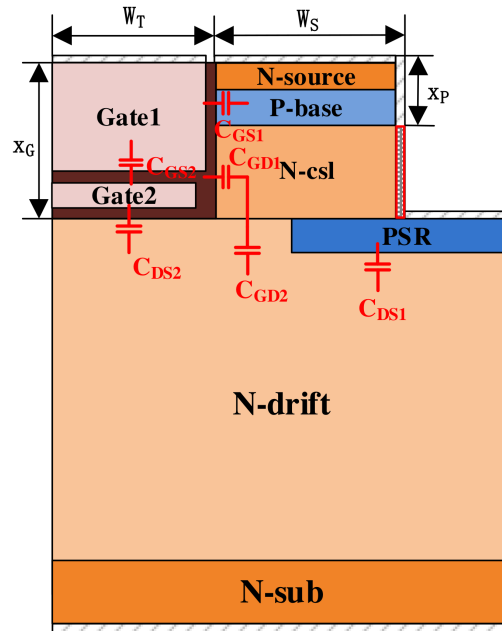 W_T W_S
N-source
x_P
P-base
Gate1
C_GS1
x_G
C_GD1
C_GS2
N-csl
Gate2
PSR
C_DS2
C_GD2
C_DS1
N-drift
N-sub